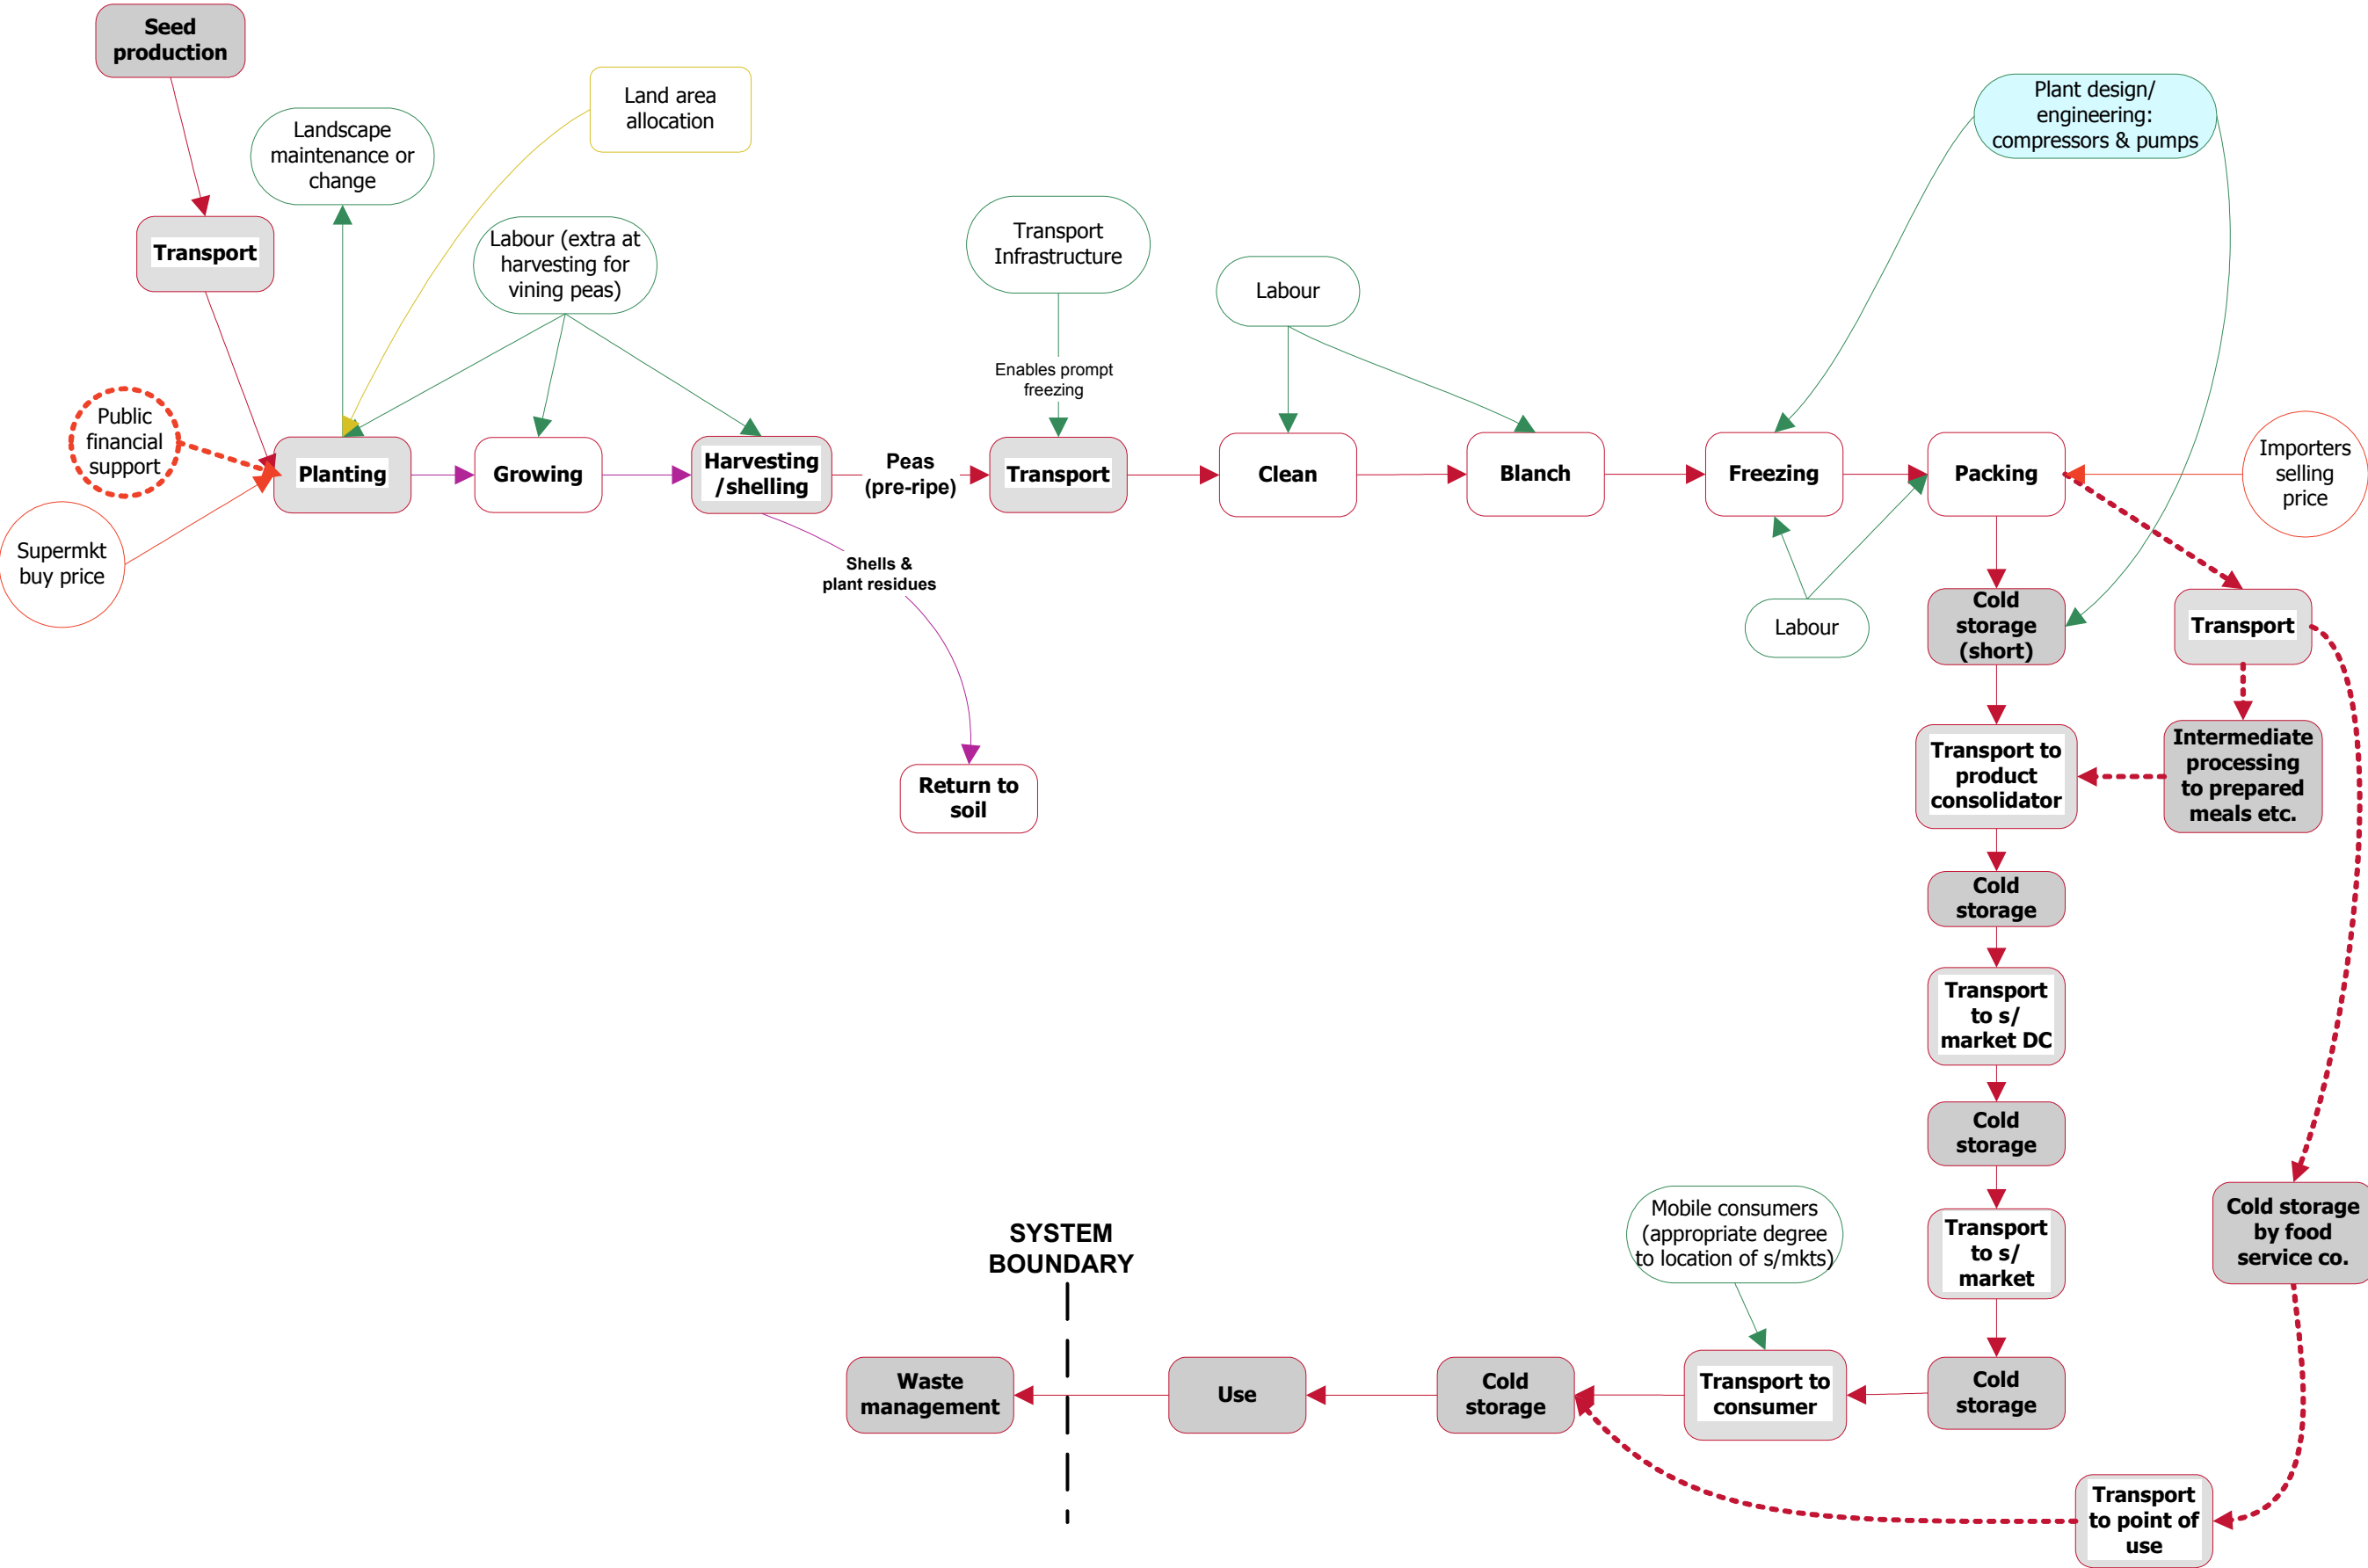 Seed
production
Landscape
maintenance or
change
Land area
allocation
Plant design/
engineering:
compressors & pumps
Transport
Labour (extra at
harvesting for
vining peas)
Transport
Infrastructure
Labour
Enables prompt
freezing
Public
financial
support
Supermkt
buy price
Planting
Growing
Harvesting
/shelling
Peas
(pre-ripe)
Transport
Clean
Blanch
Freezing
Packing
Importers
selling
price
Shells &
plant residues
Return to
soil
Labour
Cold
storage
(short)
Transport
Transport to
product
consolidator
Intermediate
processing
to prepared
meals etc.
Cold
storage
Transport
to s/
market DC
Cold
storage
Transport
to s/
market
Cold storage
by food
service co.
Mobile consumers
(appropriate degree
to location of s/mkts)
SYSTEM
BOUNDARY
Waste
management
Use
Cold
storage
Transport to
consumer
Cold
storage
Transport
to point of
use